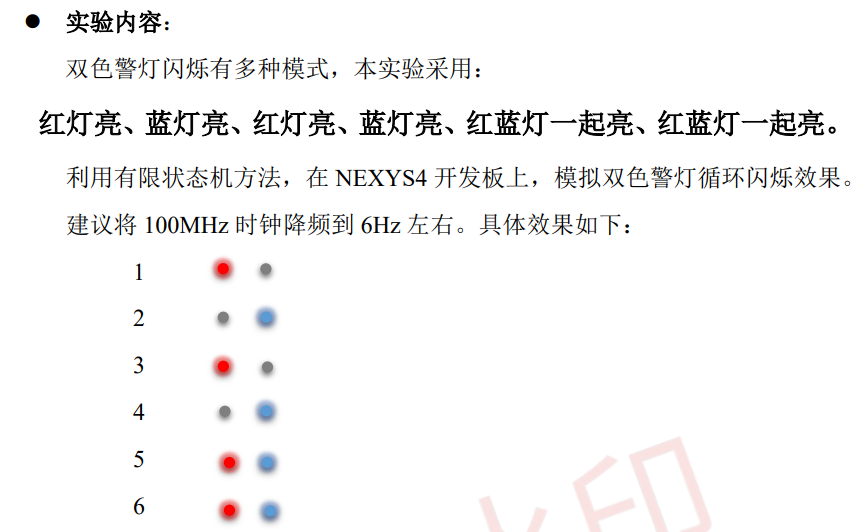 ● 实验内容：
双色警灯闪烁有多种模式，本实验采用：
红灯亮、蓝灯亮、红灯亮、蓝灯亮、红蓝灯一起亮、红蓝灯一起亮。
利用有限状态机方法，在 NEXYS4 开发板上，模拟双色警灯循环闪烁效果。
建议将 100MHz 时钟降频到 6Hz 左右。具体效果如下：
1
2
3
4
5
6
水印